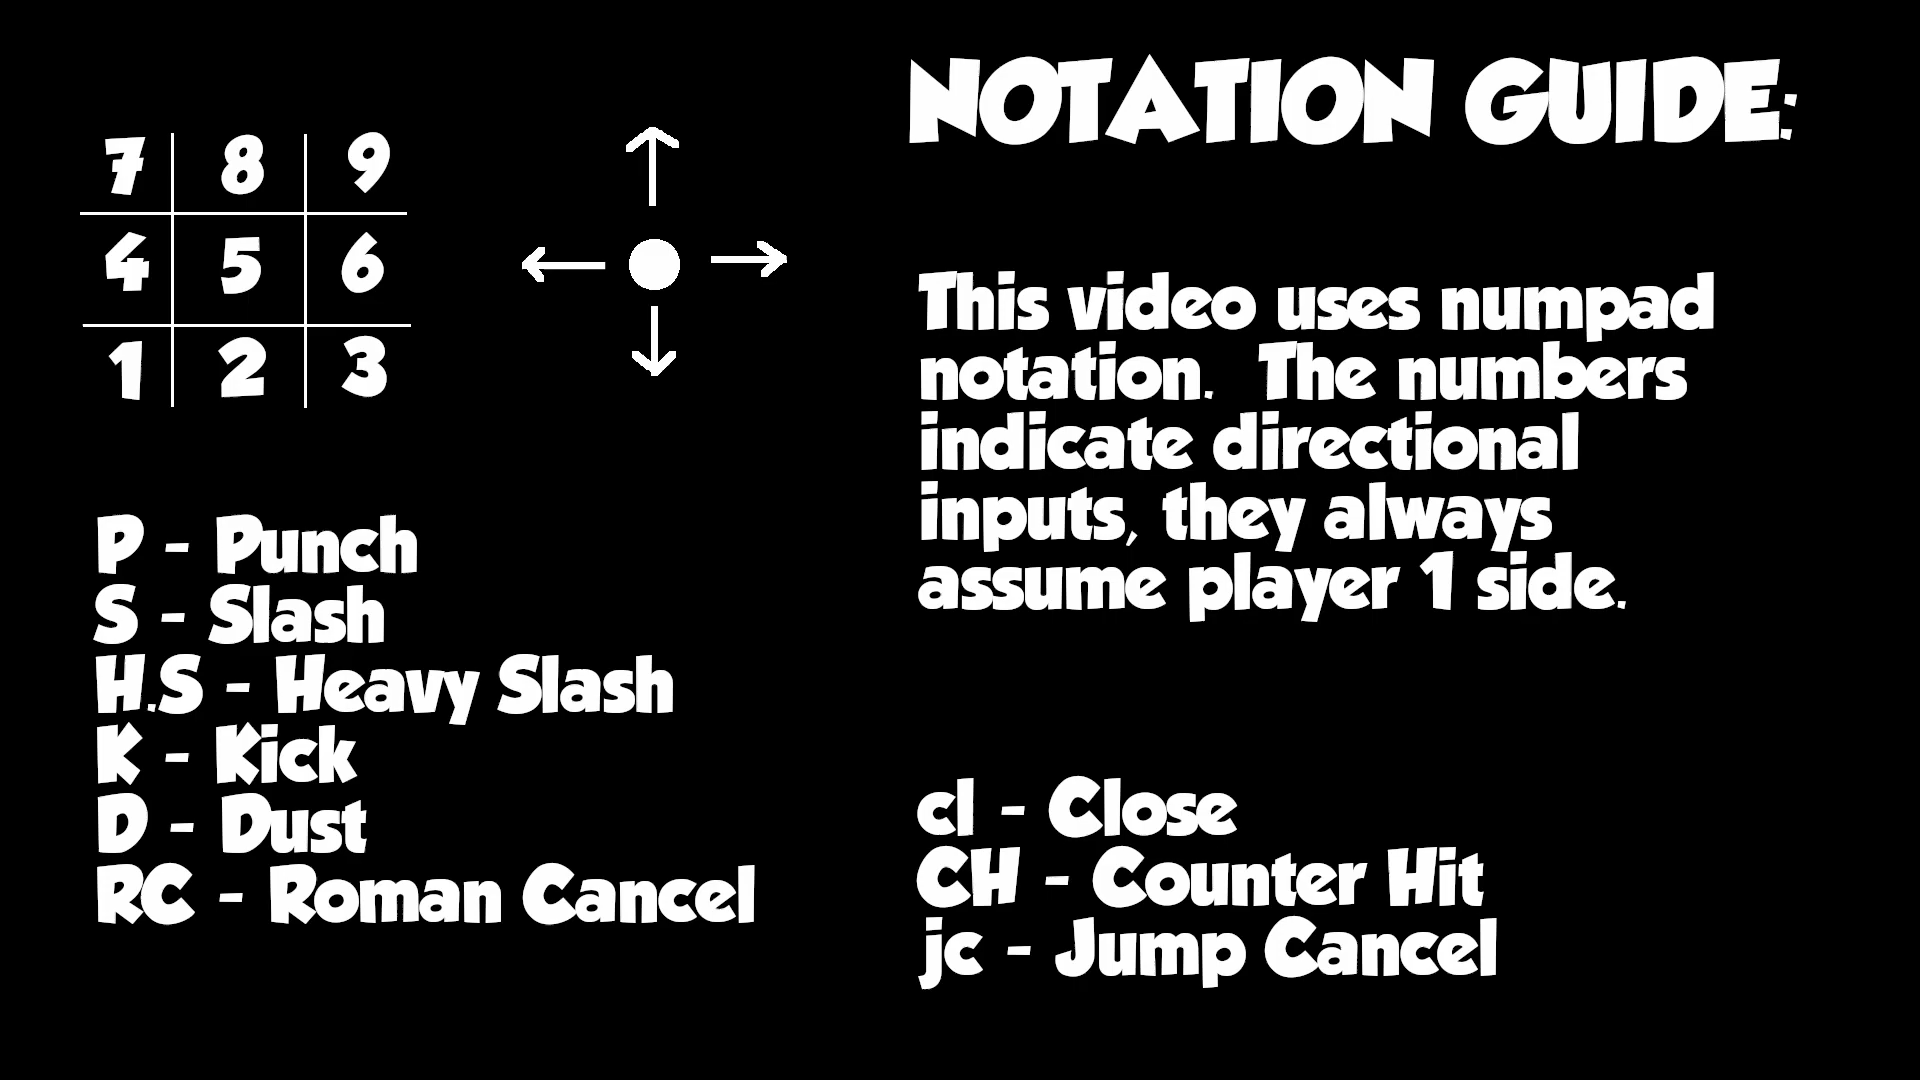 NOTATION GUIDE:
7 8 9
4 5 6
1 2 3
This video uses numpad
notation. The numbers
indicate directional
inputs, they always
assume player 1 side.
P - Punch
S - Slash
H.S - Heavy Slash
K - Kick
D - Dust
RC - Roman Cancel
cl - Close
CH - Counter Hit
jc - Jump Cancel